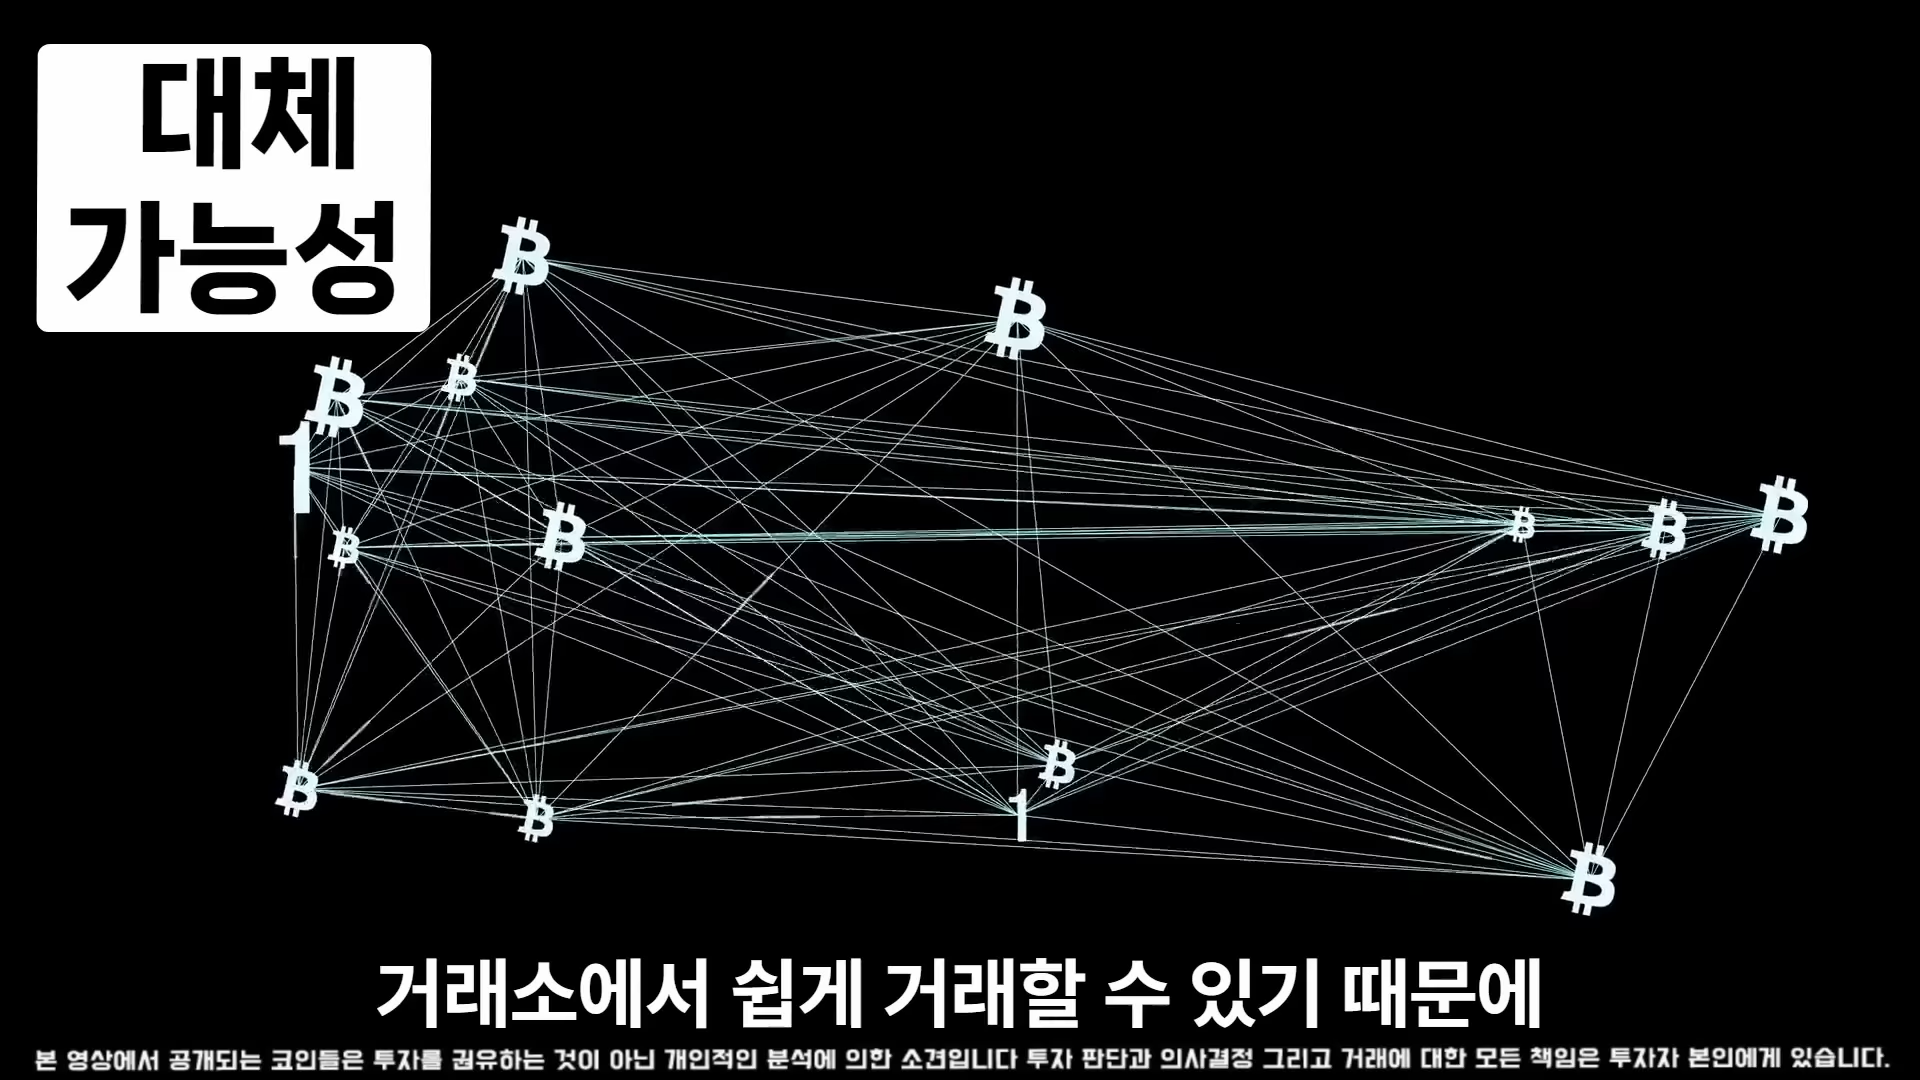 대체
가능성
1
1
거래소에서 쉽게 거래할 수 있기 때문에
본 영상에서 공개되는 코인들은 투자를 권유하는 것이 아닌 개인적인 분석에 의한 소견입니다 투자 판단과 의사결정 그리고 거래에 대한 모든 책임은 투자자 본인에게 있습니다.